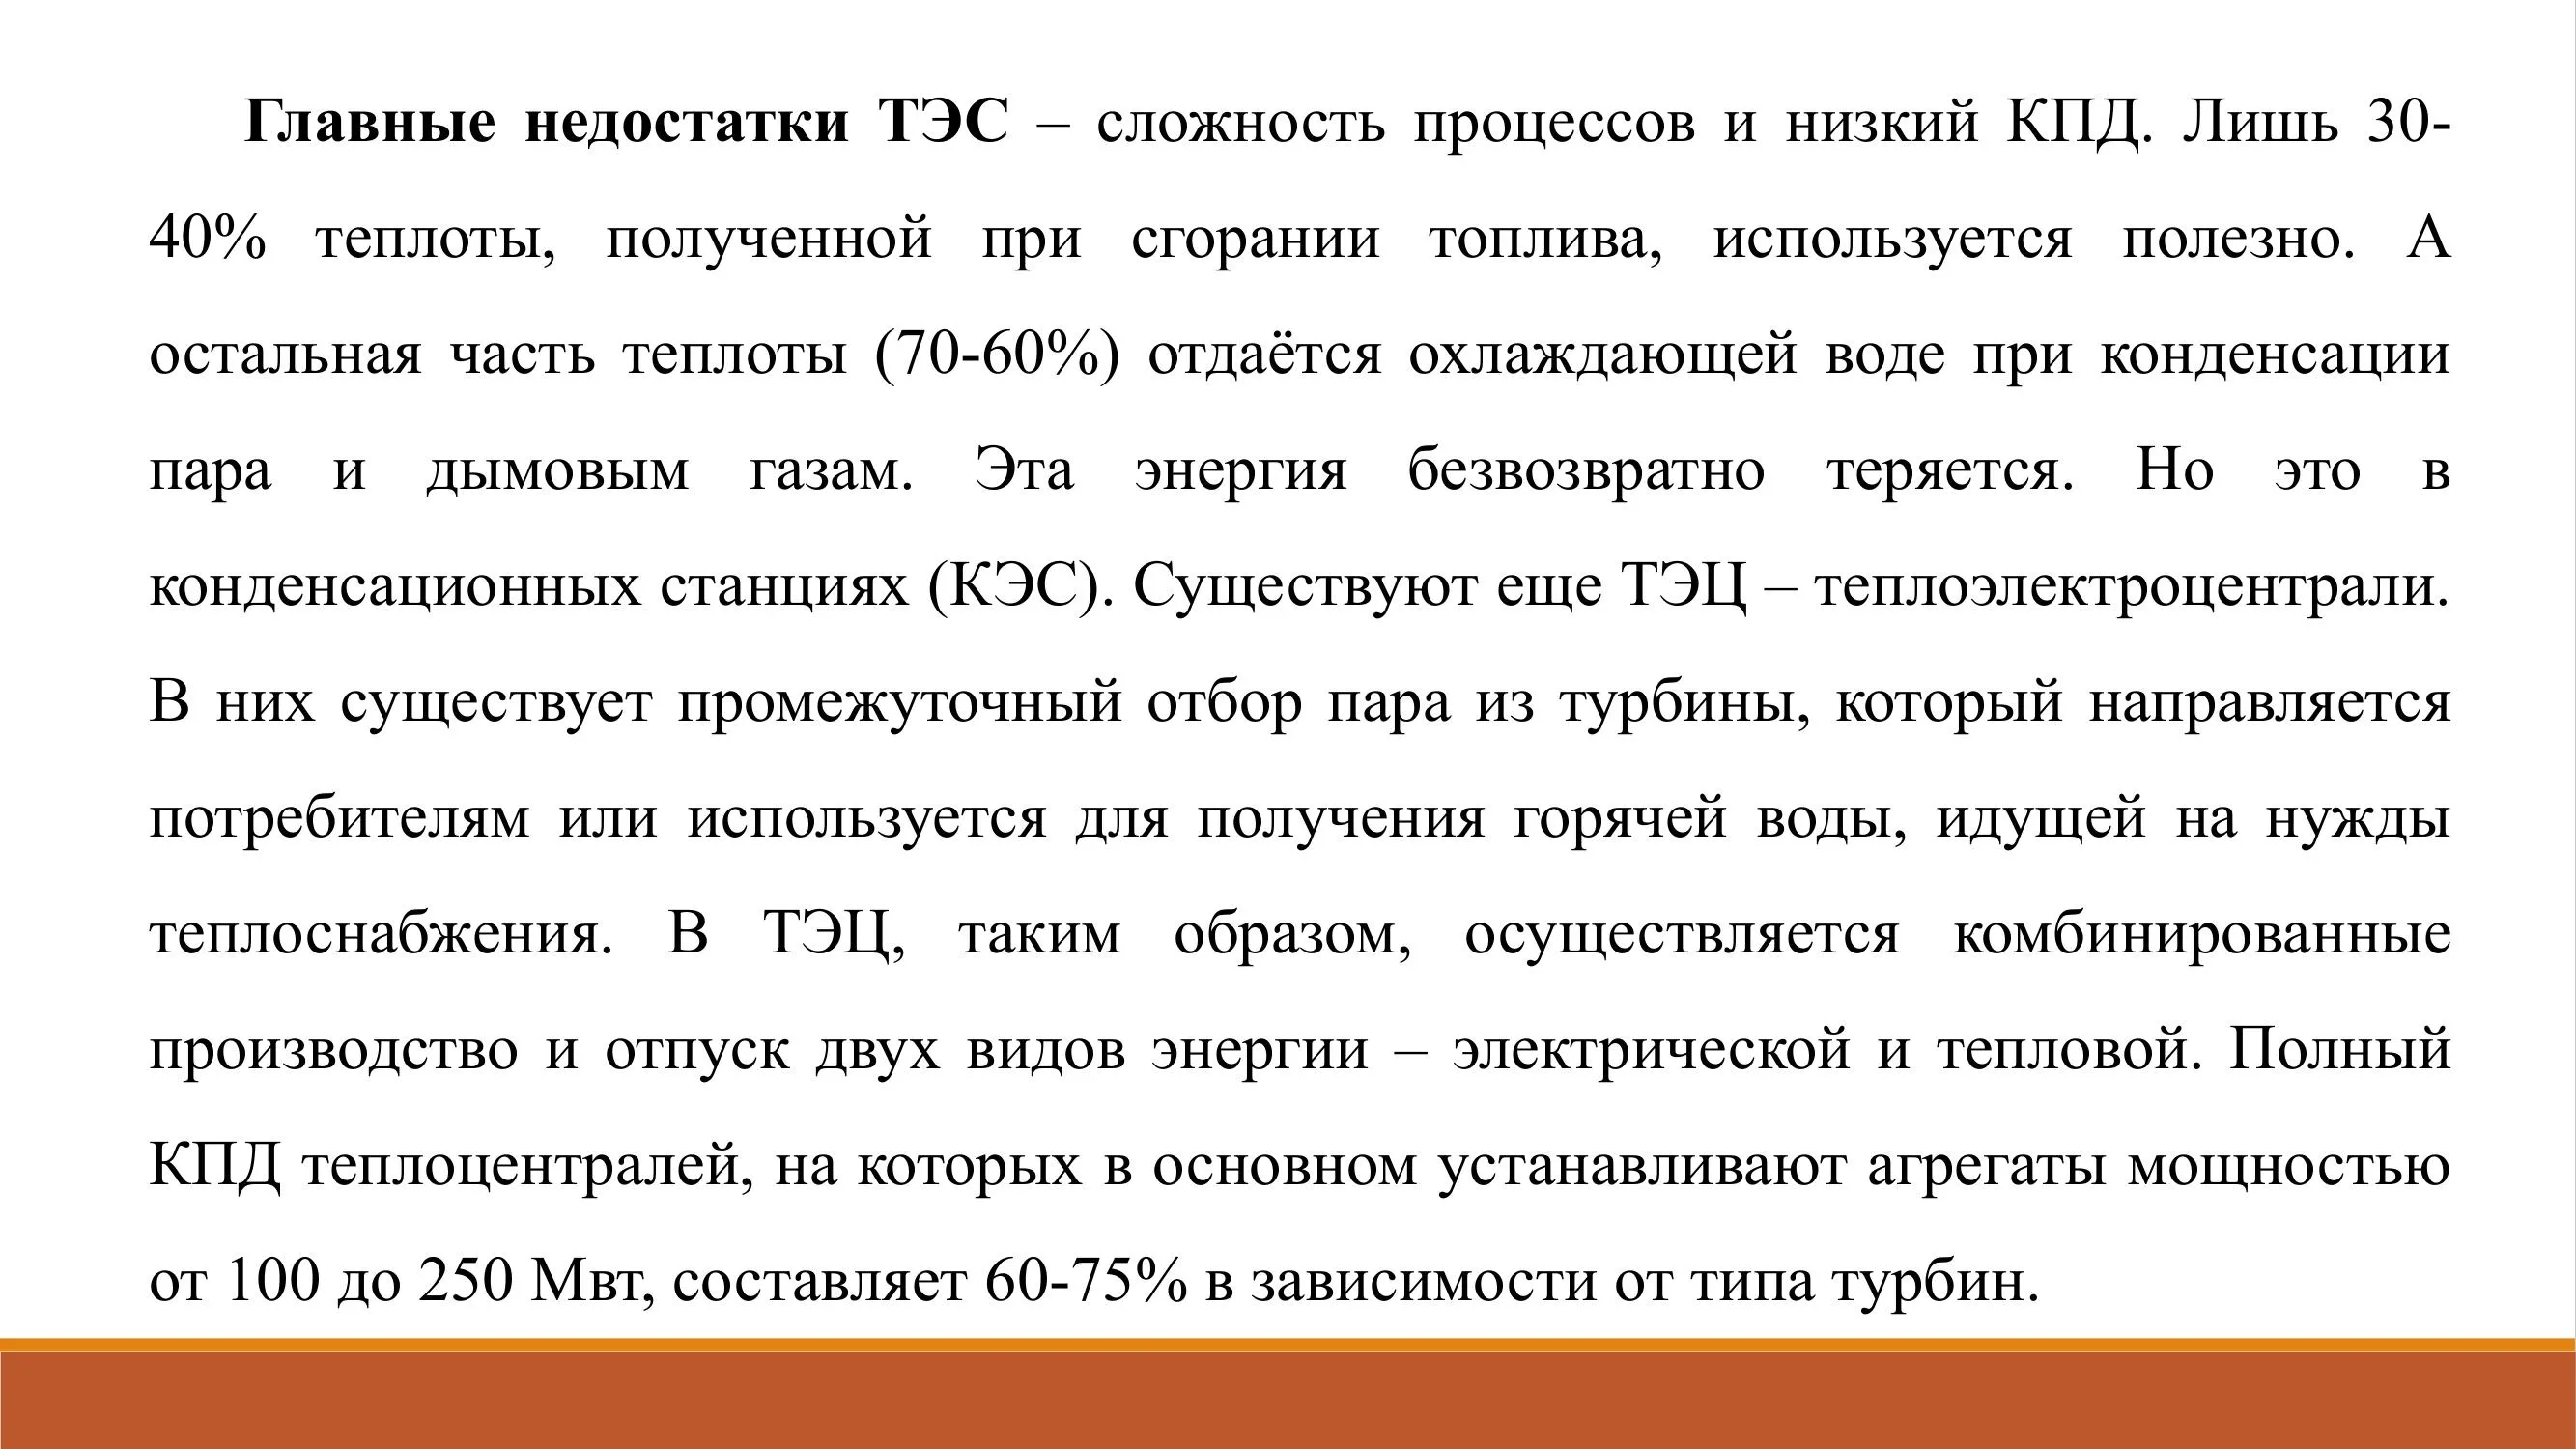 Главные недостатки ТЭС – сложность процессов и низкий КПД. Лишь 30-
40% теплоты, полученной при сгорании топлива, используется полезно. А
остальная часть теплоты (70-60%) отдаётся охлаждающей воде при конденсации
пара и дымовым газам. Эта энергия безвозвратно теряется. Но это в
конденсационных станциях (КЭС). Существуют еще ТЭЦ – теплоэлектроцентрали.
В них существует промежуточный отбор пара из турбины, который направляется
потребителям или используется для получения горячей воды, идущей на нужды
теплоснабжения. В ТЭЦ, таким образом, осуществляется комбинированные
производство и отпуск двух видов энергии – электрической и тепловой. Полный
КПД теплоцентралей, на которых в основном устанавливают агрегаты мощностью
от 100 до 250 Мвт, составляет 60-75% в зависимости от типа турбин.